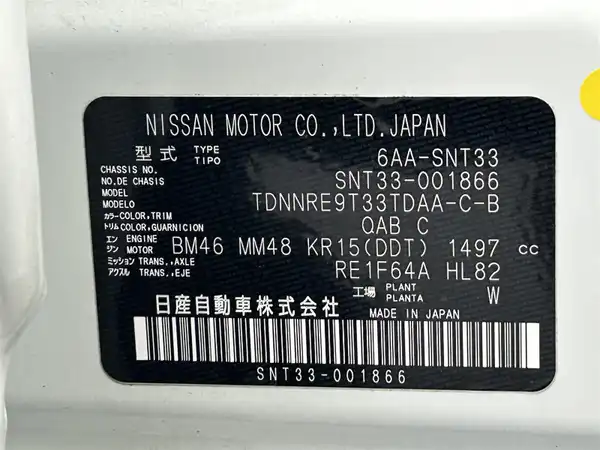 NISSAN MOTOR CO.,LTD.JAPAN
型式 TYPE TIPO 6AA-SNT33
CHASSIS NO. NO.DE CHASIS SNT33-001866
MODEL MODELO TDNNRE9T33TDAA-C-B
カラー COLOR,TRIM トリム COLOR,GUARNICION QAB C
エンジン ENGINE MOTOR BM46 MM48 KR15(DDT) 1497 cc
ミッション TRANS.,AXLE アクスル TRANS.,EJE RE1F64A HL82
工場 PLANT PLANTA W
日産自動車株式会社 MADE IN JAPAN
SNT33-001866